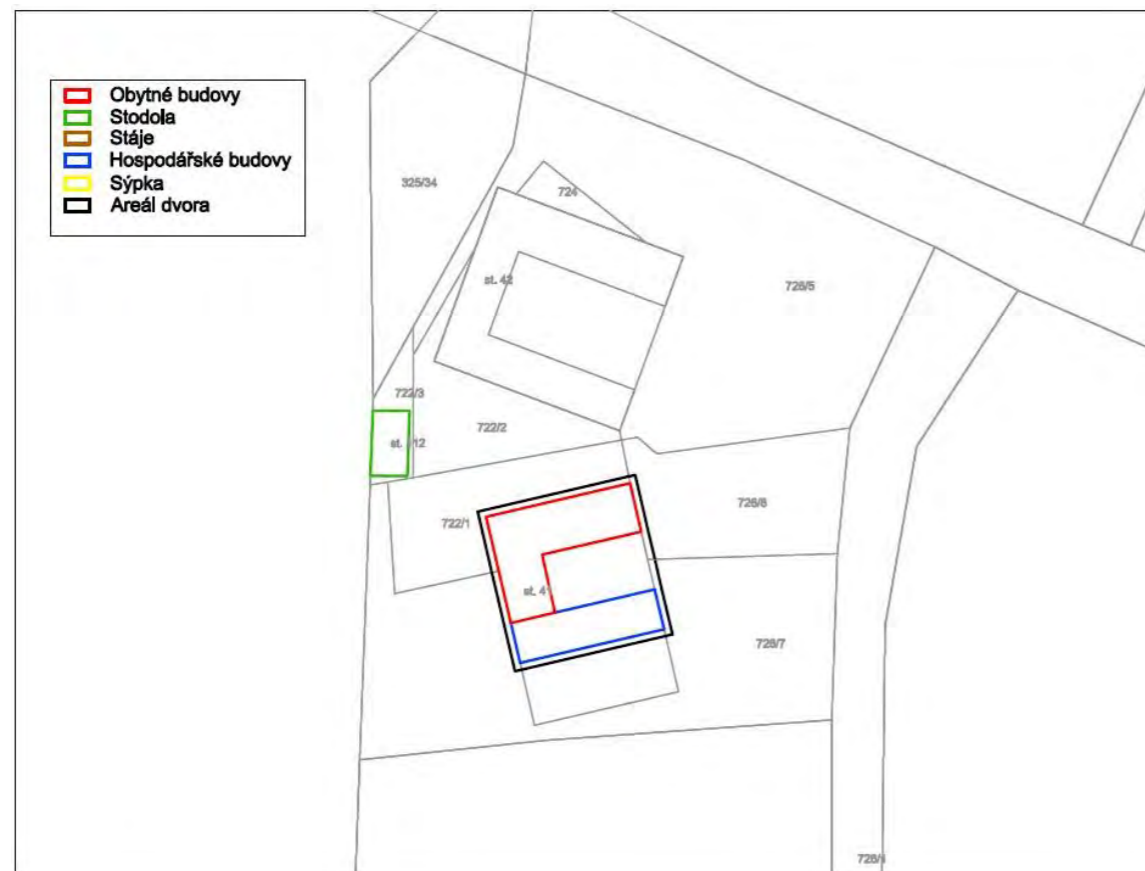 Obytné budovy
Stodola
Stáje
Hospodářské budovy
Sýpka
Areál dvora
325/34
724
st. 42
726/5
722/3
722/2
722/1
726/6
st. 41
726/7